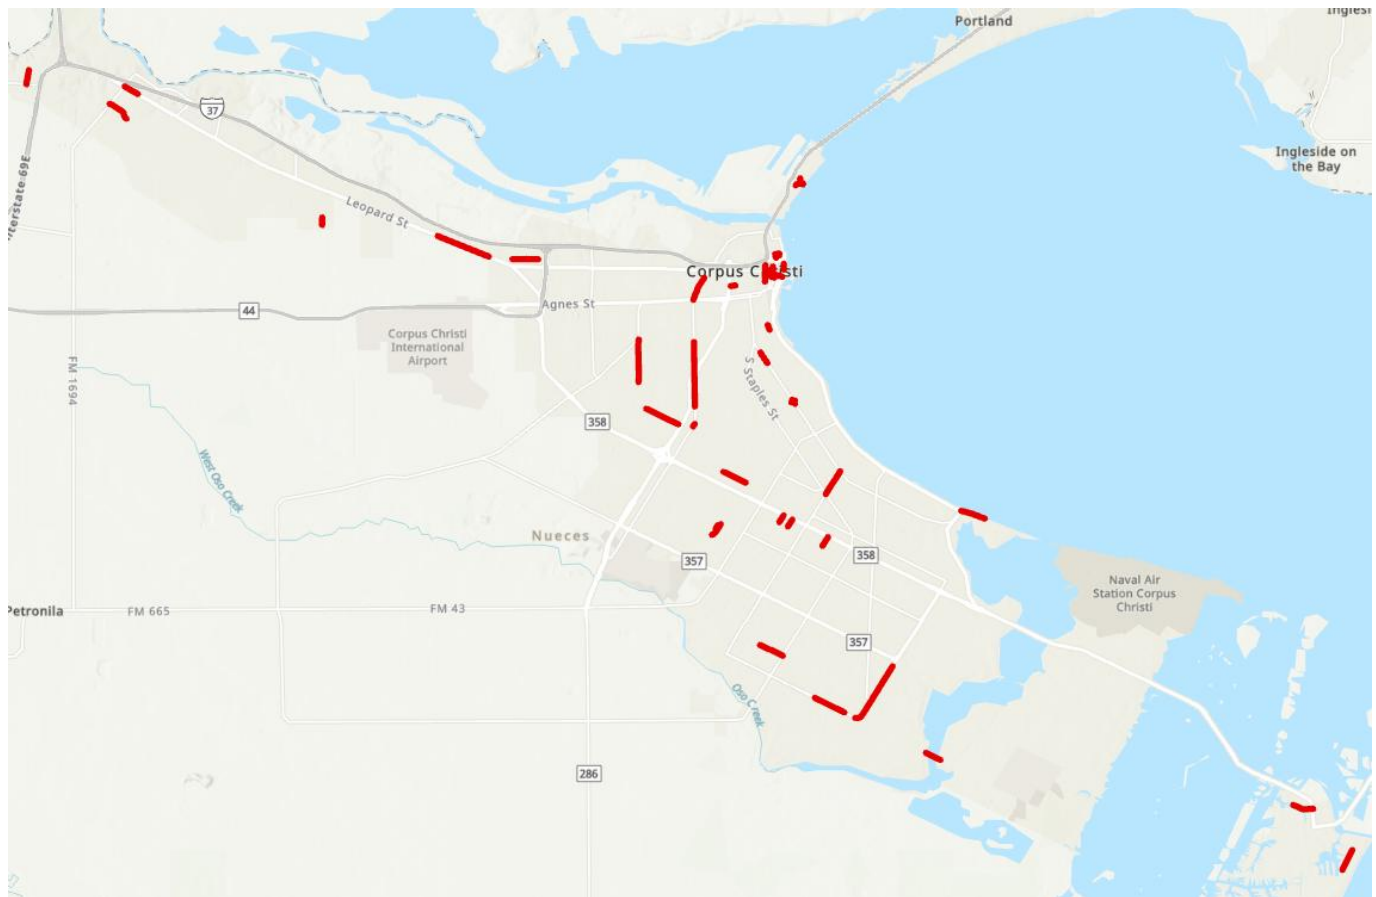 Portland
Ingleside on
the Bay
37
Interstate 69E
Leopard St
Corpus Christi
44
Agnes St
Corpus Christi
International
Airport
FM 1694
S Staples St
358
West Oso Creek
Nueces
357
358
Naval Air
Station Corpus
Christi
Petronila
FM 665
FM 43
357
Oso Creek
286